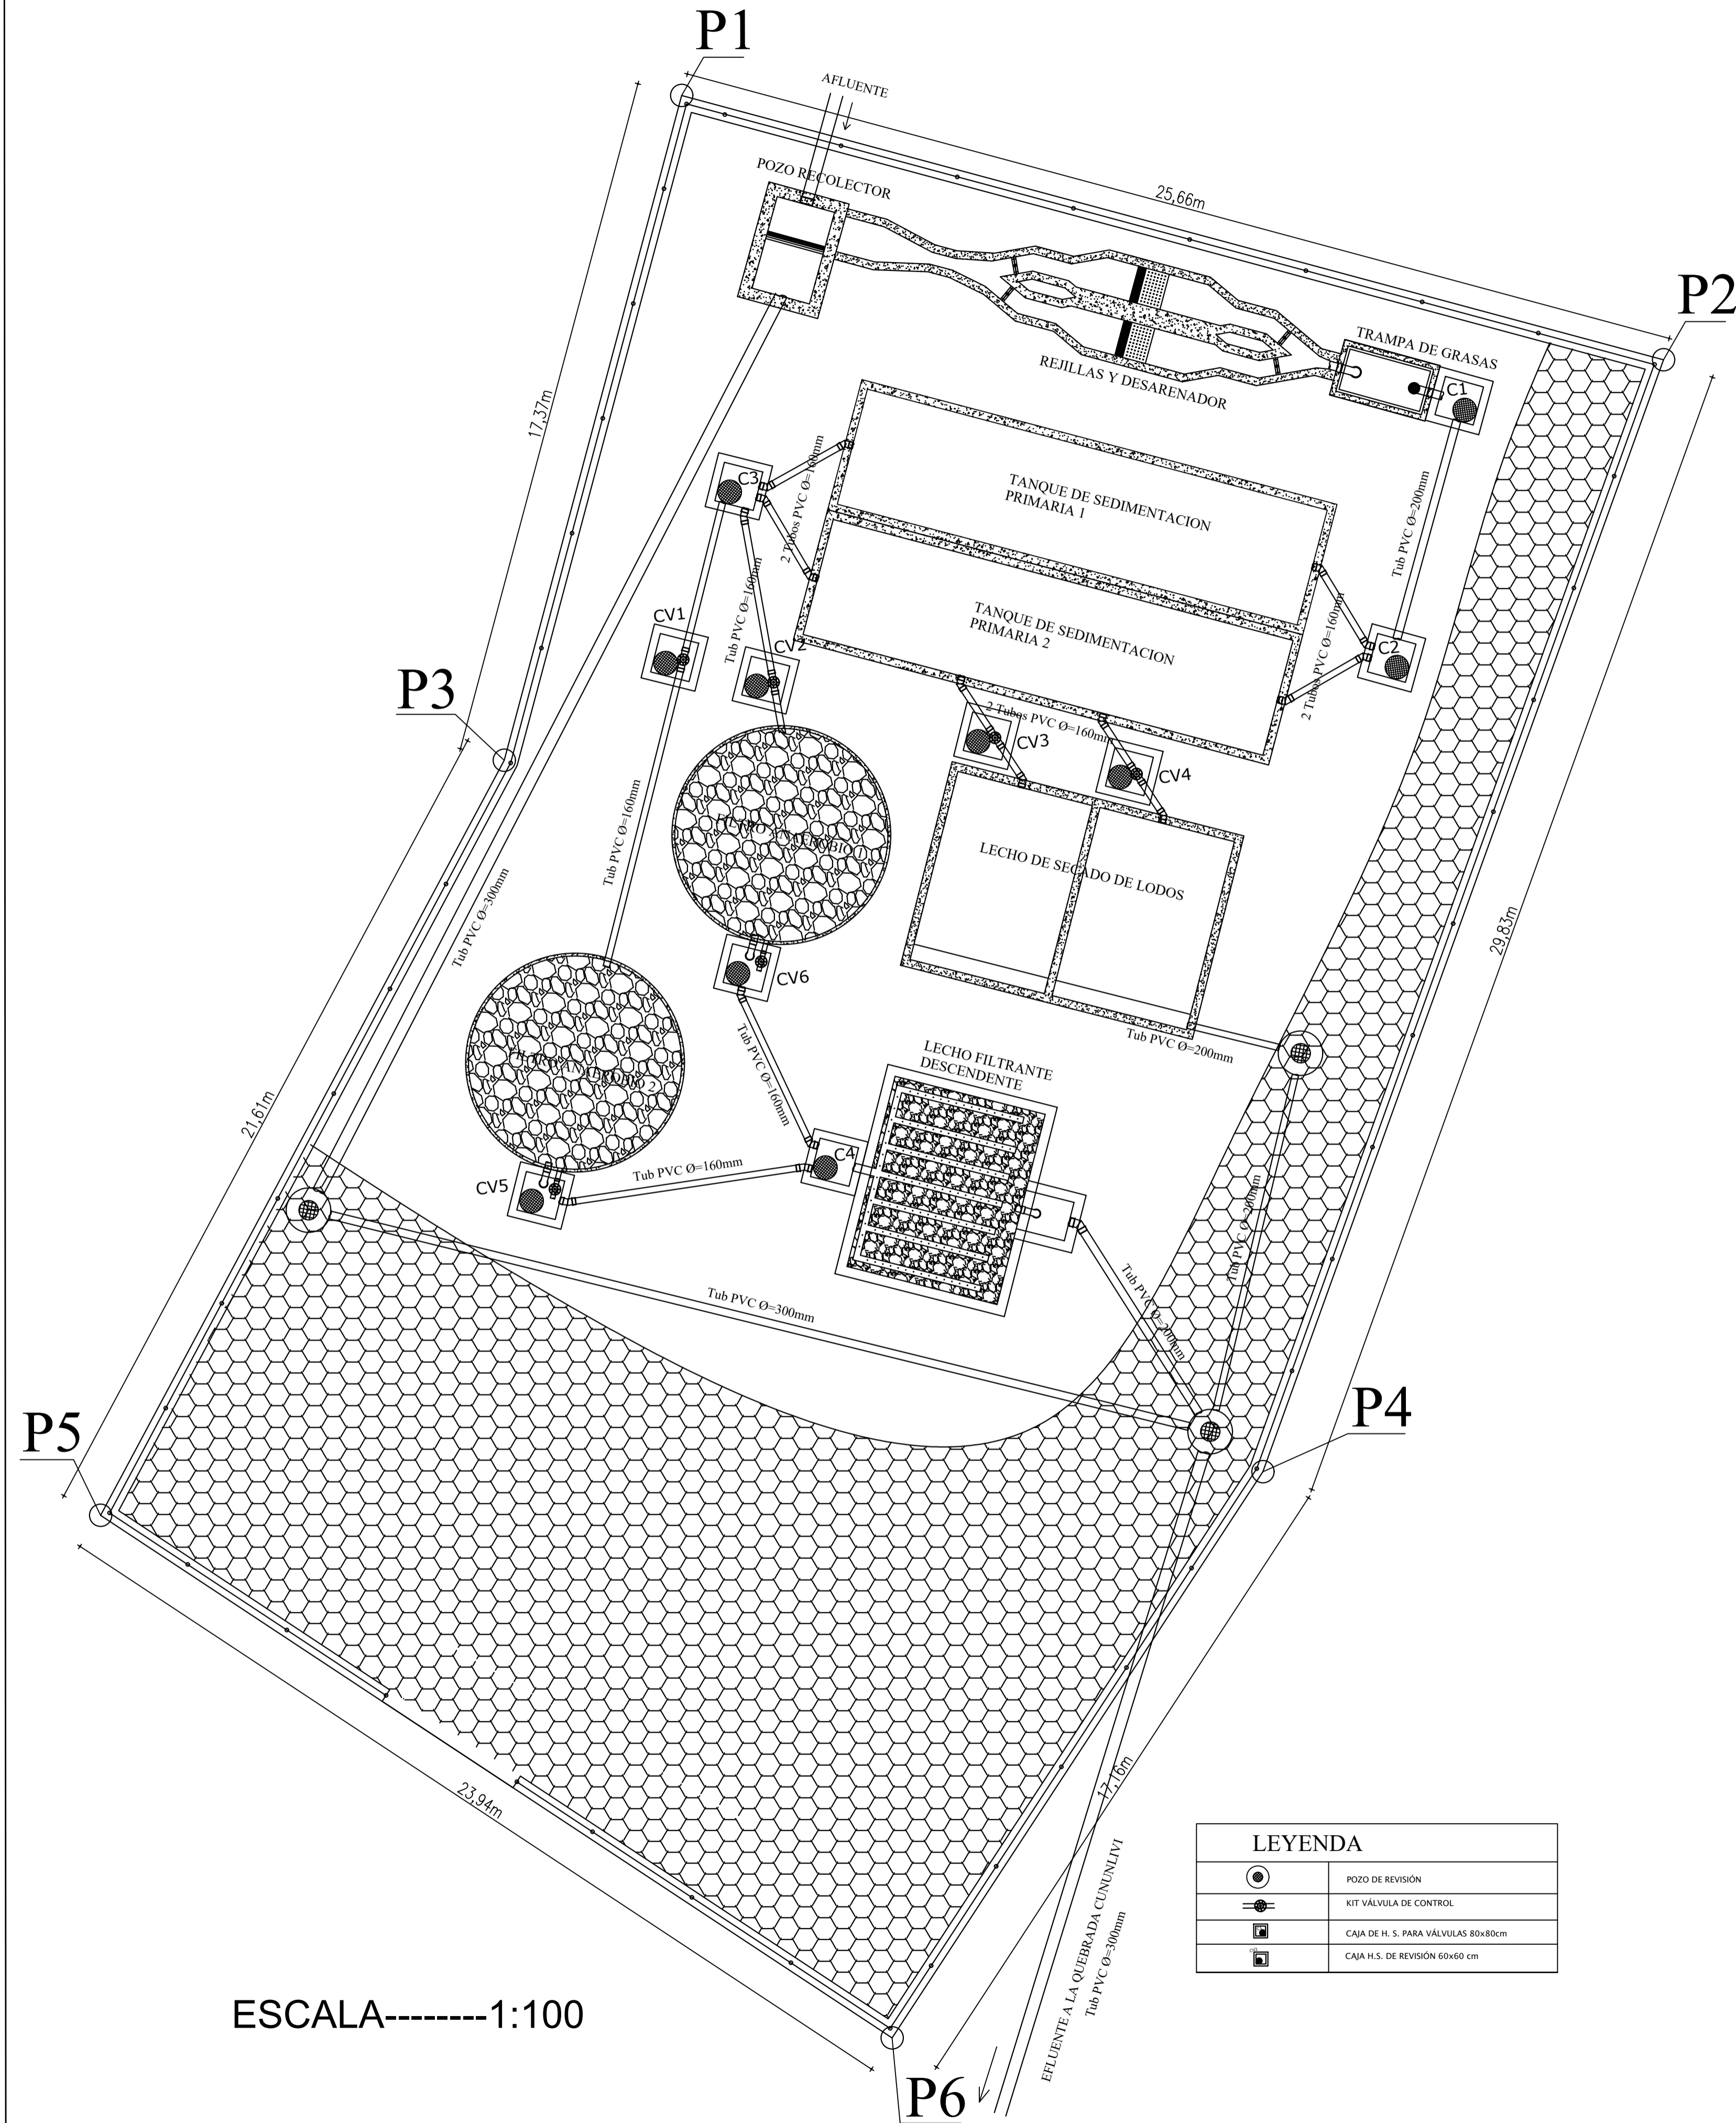 P1
AFLUENTE
POZO RECOLECTOR
25,66m
P2
TRAMPA DE GRASAS
REJILLAS Y DESARENADOR
C1
17,37m
C3
2 Tubos PVC Ø=160mm
TANQUE DE SEDIMENTACION
PRIMARIA 1
Tub PVC Ø=200mm
Tub PVC Ø=160mm
CV1
CV2
TANQUE DE SEDIMENTACION
PRIMARIA 2
C2
2 Tubos PVC Ø=160mm
P3
2 Tubos PVC Ø=160mm
CV3
CV4
Tub PVC Ø=160mm
FILTRO ANAEROBIO 1
LECHO DE SECADO DE LODOS
Tub PVC Ø=300mm
29,83m
CV6
Tub PVC Ø=160mm
Tub PVC Ø=200mm
FILTRO ANAEROBIO 2
LECHO FILTRANTE
DESCENDENTE
21,61m
C4
Tub PVC Ø=160mm
CV5
Tub PVC Ø=200mm
Tub PVC Ø=200mm
Tub PVC Ø=300mm
P4
P5
17,16m
23,94m
EFLUENTE A LA QUEBRADA CUNUNLIVI
Tub PVC Ø=300mm
LEYENDA
POZO DE REVISIÓN
KIT VÁLVULA DE CONTROL
CAJA DE H. S. PARA VÁLVULAS 80x80cm
CAJA H.S. DE REVISIÓN 60x60 cm
ESCALA--------1:100
P6